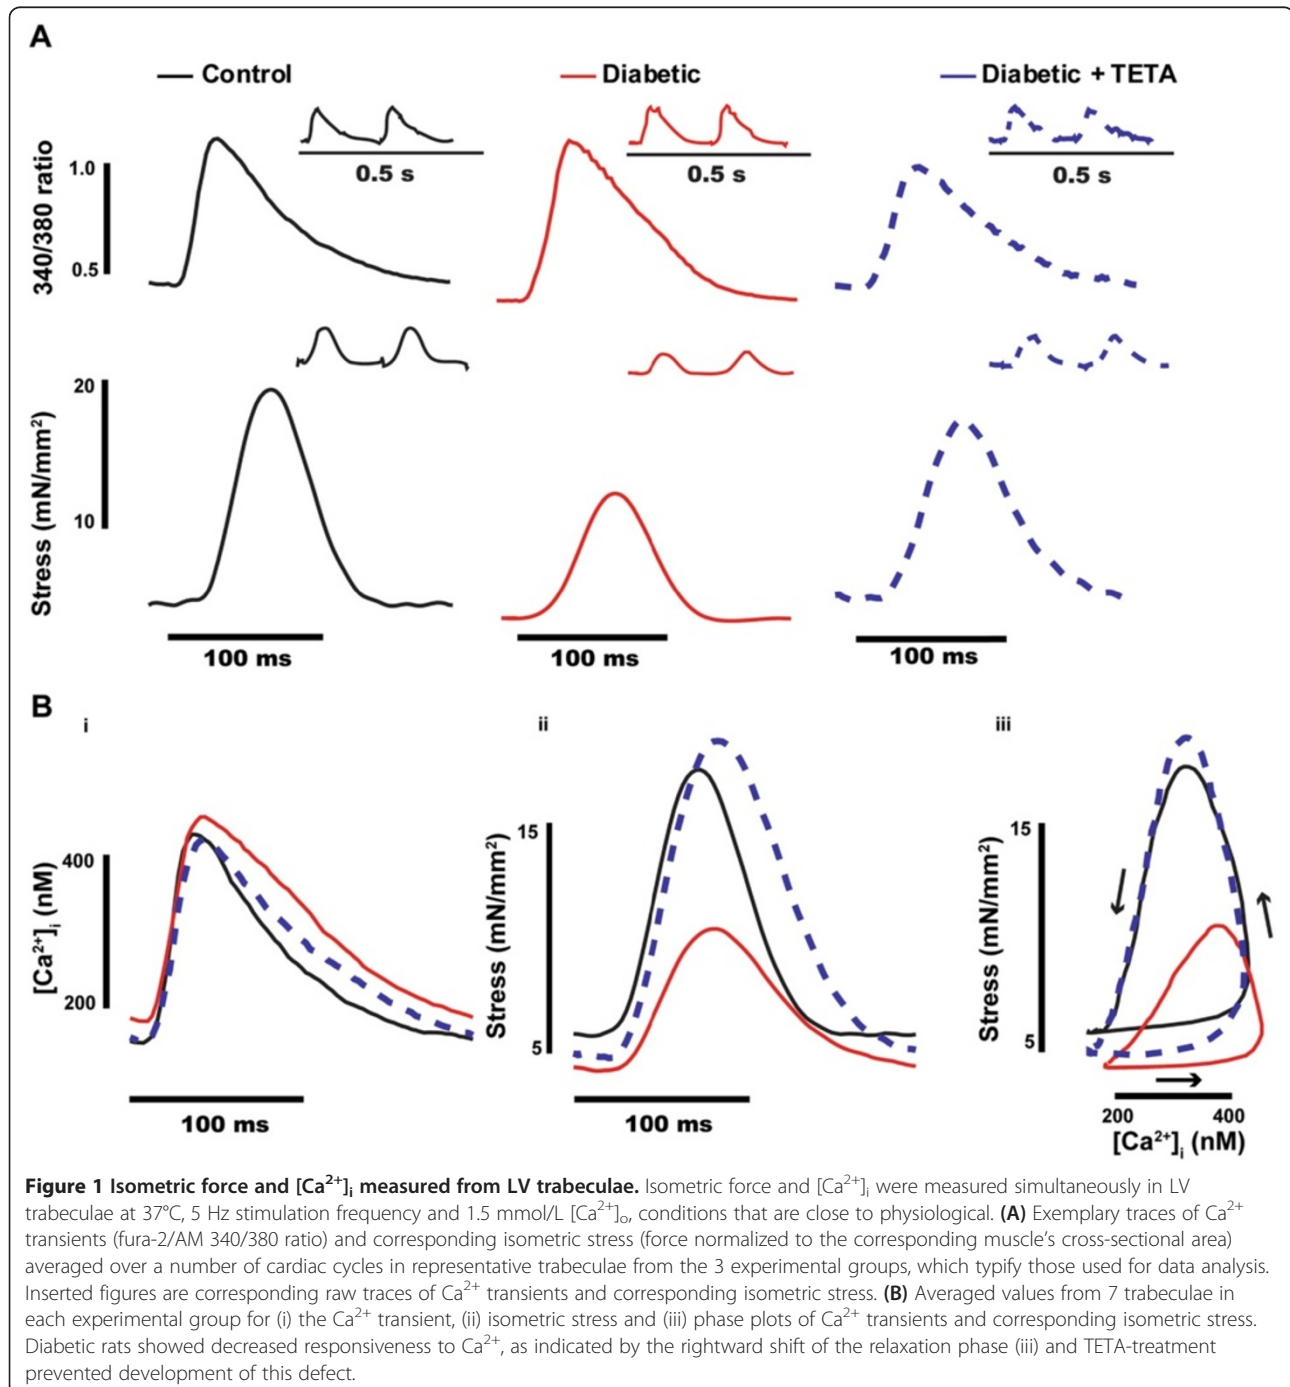 A
Control
Diabetic
Diabetic + TETA
340/380 ratio
1.0
0.5
0.5 s
0.5 s
0.5 s
Stress (mN/mm²)
20
10
100 ms
100 ms
100 ms
B
i
ii
iii
[Ca²⁺]ᵢ (nM)
400
200
100 ms
Stress (mN/mm²)
15
5
100 ms
Stress (mN/mm²)
15
5
200
400
[Ca²⁺]ᵢ (nM)
Figure 1 Isometric force and [Ca²⁺]ᵢ measured from LV trabeculae. Isometric force and [Ca²⁺]ᵢ were measured simultaneously in LV
trabeculae at 37°C, 5 Hz stimulation frequency and 1.5 mmol/L [Ca²⁺]ₒ, conditions that are close to physiological. (A) Exemplary traces of Ca²⁺
transients (fura-2/AM 340/380 ratio) and corresponding isometric stress (force normalized to the corresponding muscle's cross-sectional area)
averaged over a number of cardiac cycles in representative trabeculae from the 3 experimental groups, which typify those used for data analysis.
Inserted figures are corresponding raw traces of Ca²⁺ transients and corresponding isometric stress. (B) Averaged values from 7 trabeculae in
each experimental group for (i) the Ca²⁺ transient, (ii) isometric stress and (iii) phase plots of Ca²⁺ transients and corresponding isometric stress.
Diabetic rats showed decreased responsiveness to Ca²⁺, as indicated by the rightward shift of the relaxation phase (iii) and TETA-treatment
prevented development of this defect.